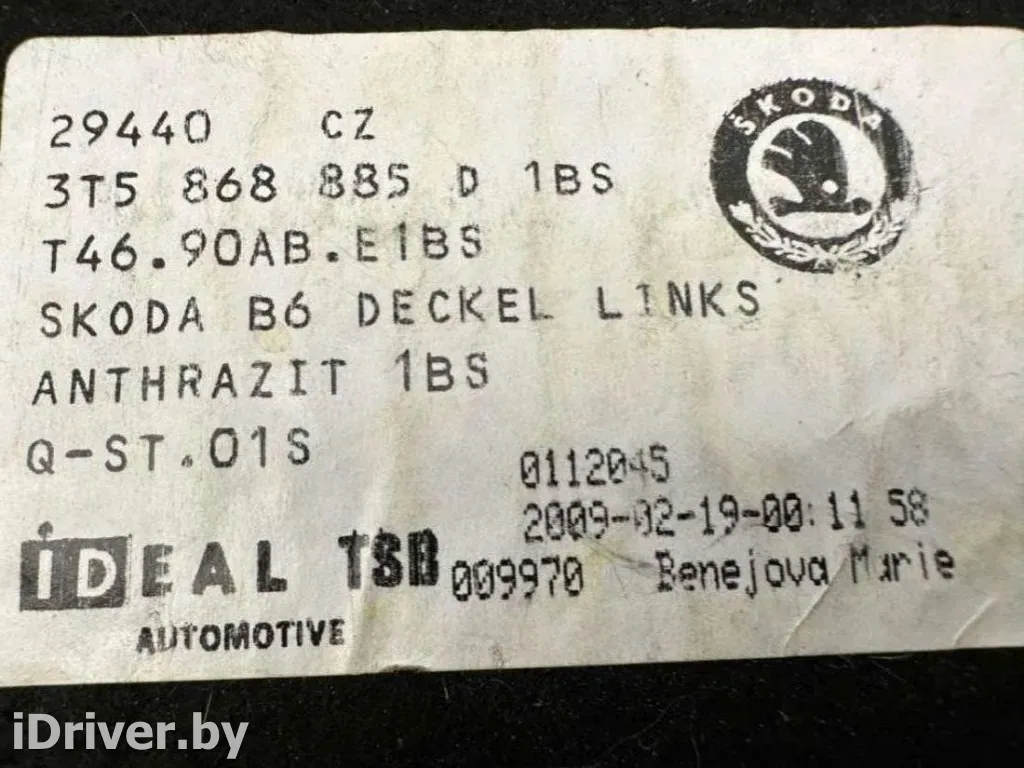 29440 CZ
3T5 868 885 D 1BS
T46.90AB.E1BS
SKODA B6 DECKEL LINKS
ANTHRAZIT 1BS
Q-ST.01S
ŠKODA
0112045
2009-02-19-00:11 58
009970 Benejova Marie
iDEAL TSB
AUTOMOTIVE
iDriver.by